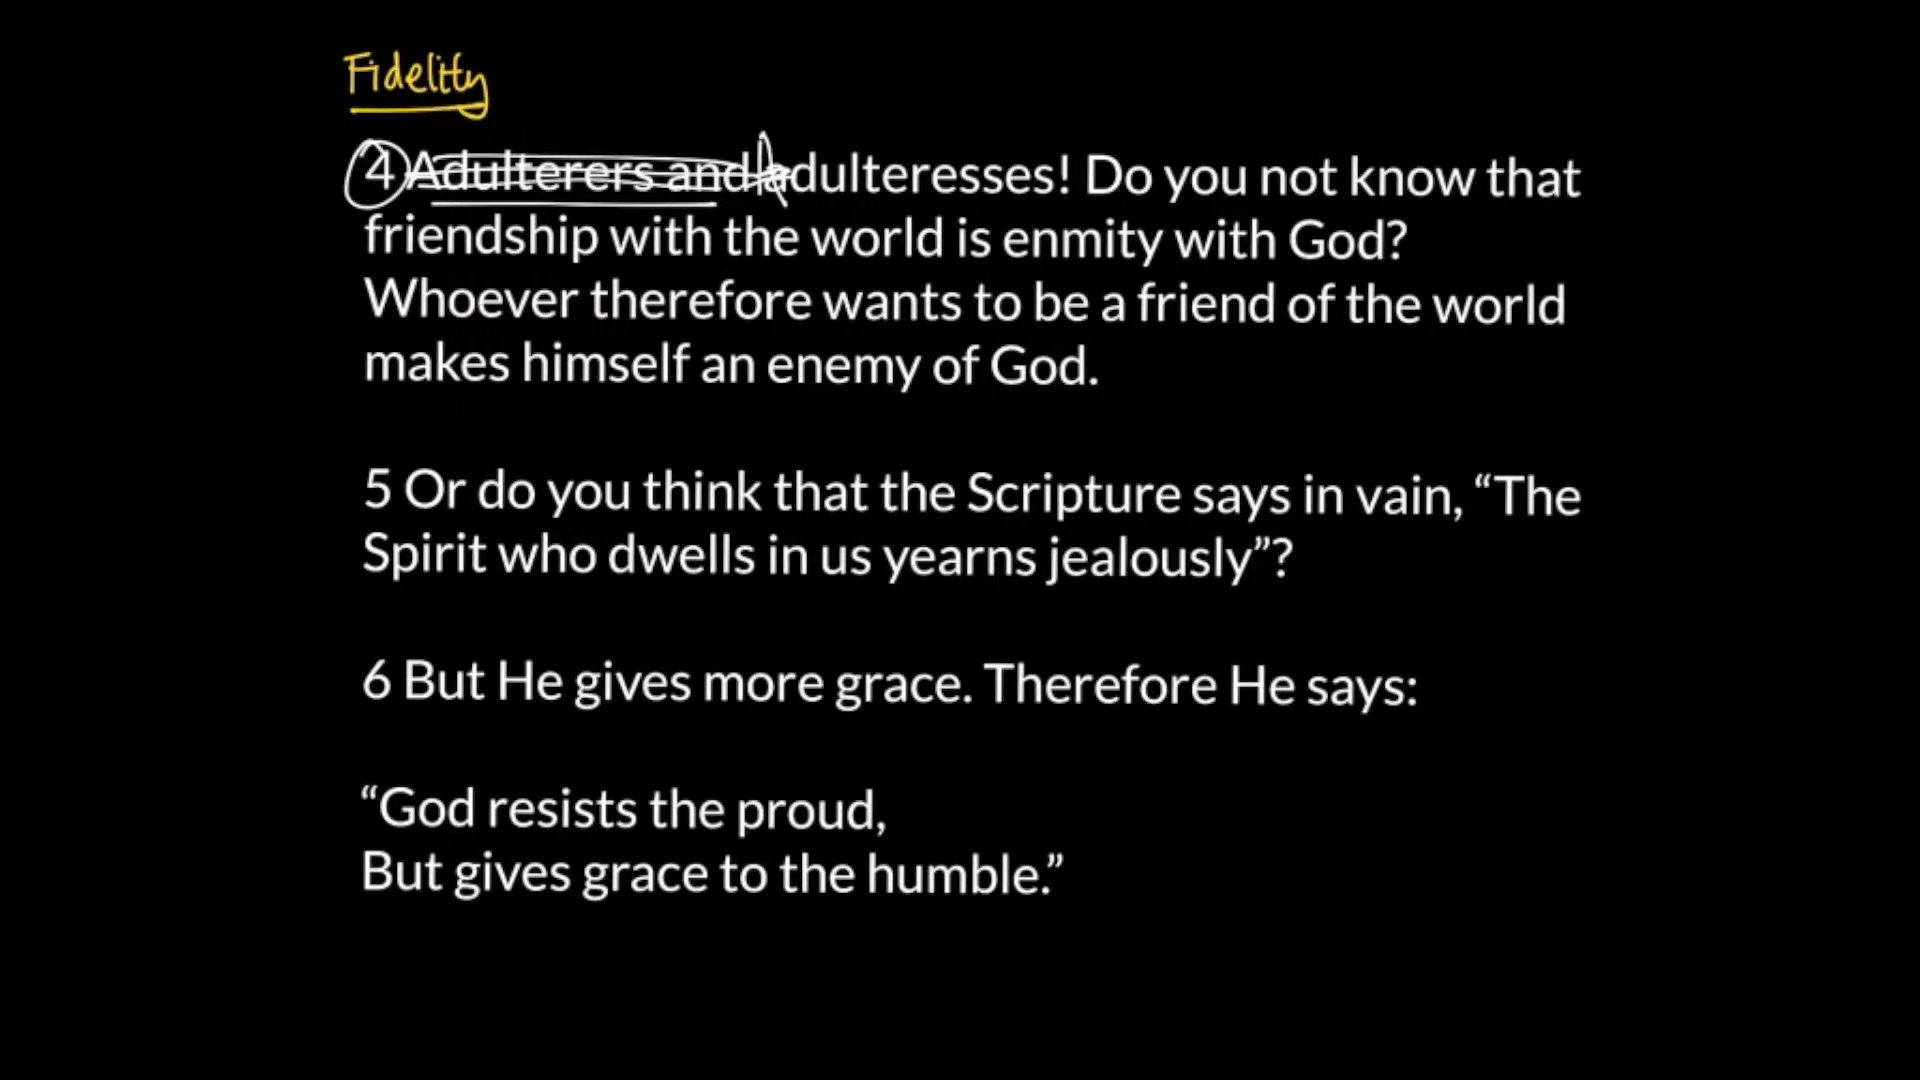 Fidelity
4 Adulterers and Adulteresses! Do you not know that
friendship with the world is enmity with God?
Whoever therefore wants to be a friend of the world
makes himself an enemy of God.
5 Or do you think that the Scripture says in vain, “The
Spirit who dwells in us yearns jealously”?
6 But He gives more grace. Therefore He says:
“God resists the proud,
But gives grace to the humble.”